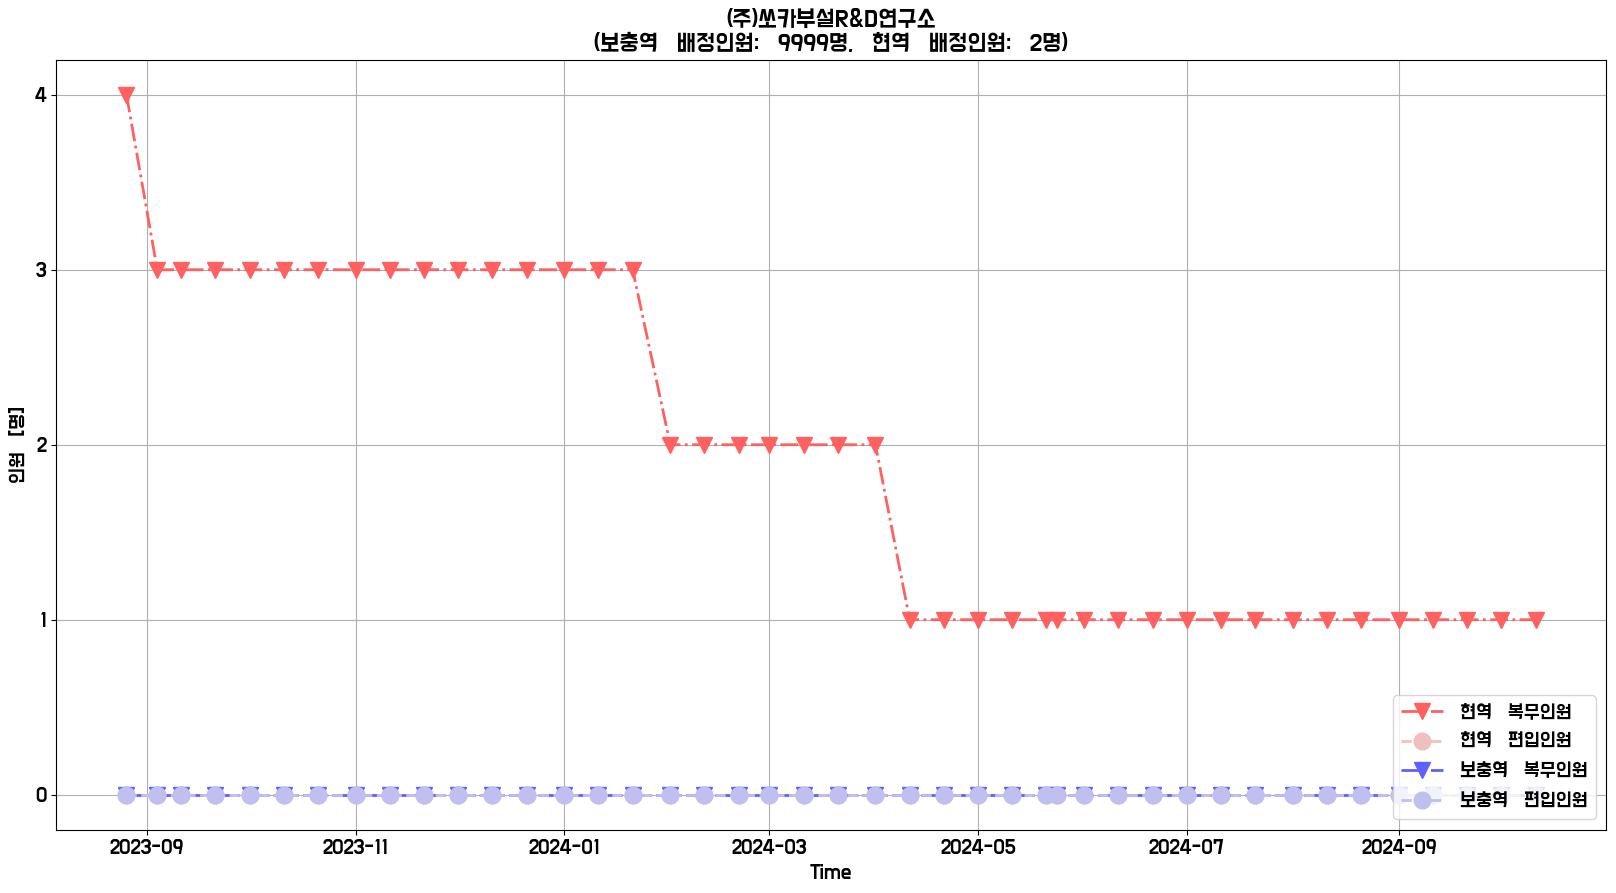 (주)쏘카부설R&D연구소
(보충역 배정인원: 9999명, 현역 배정인원: 2명)
4
3
2
1
0
인원 [명]
현역 복무인원
현역 편입인원
보충역 복무인원
보충역 편입인원
2023-09 2023-11 2024-01 2024-03 2024-05 2024-07 2024-09
Time